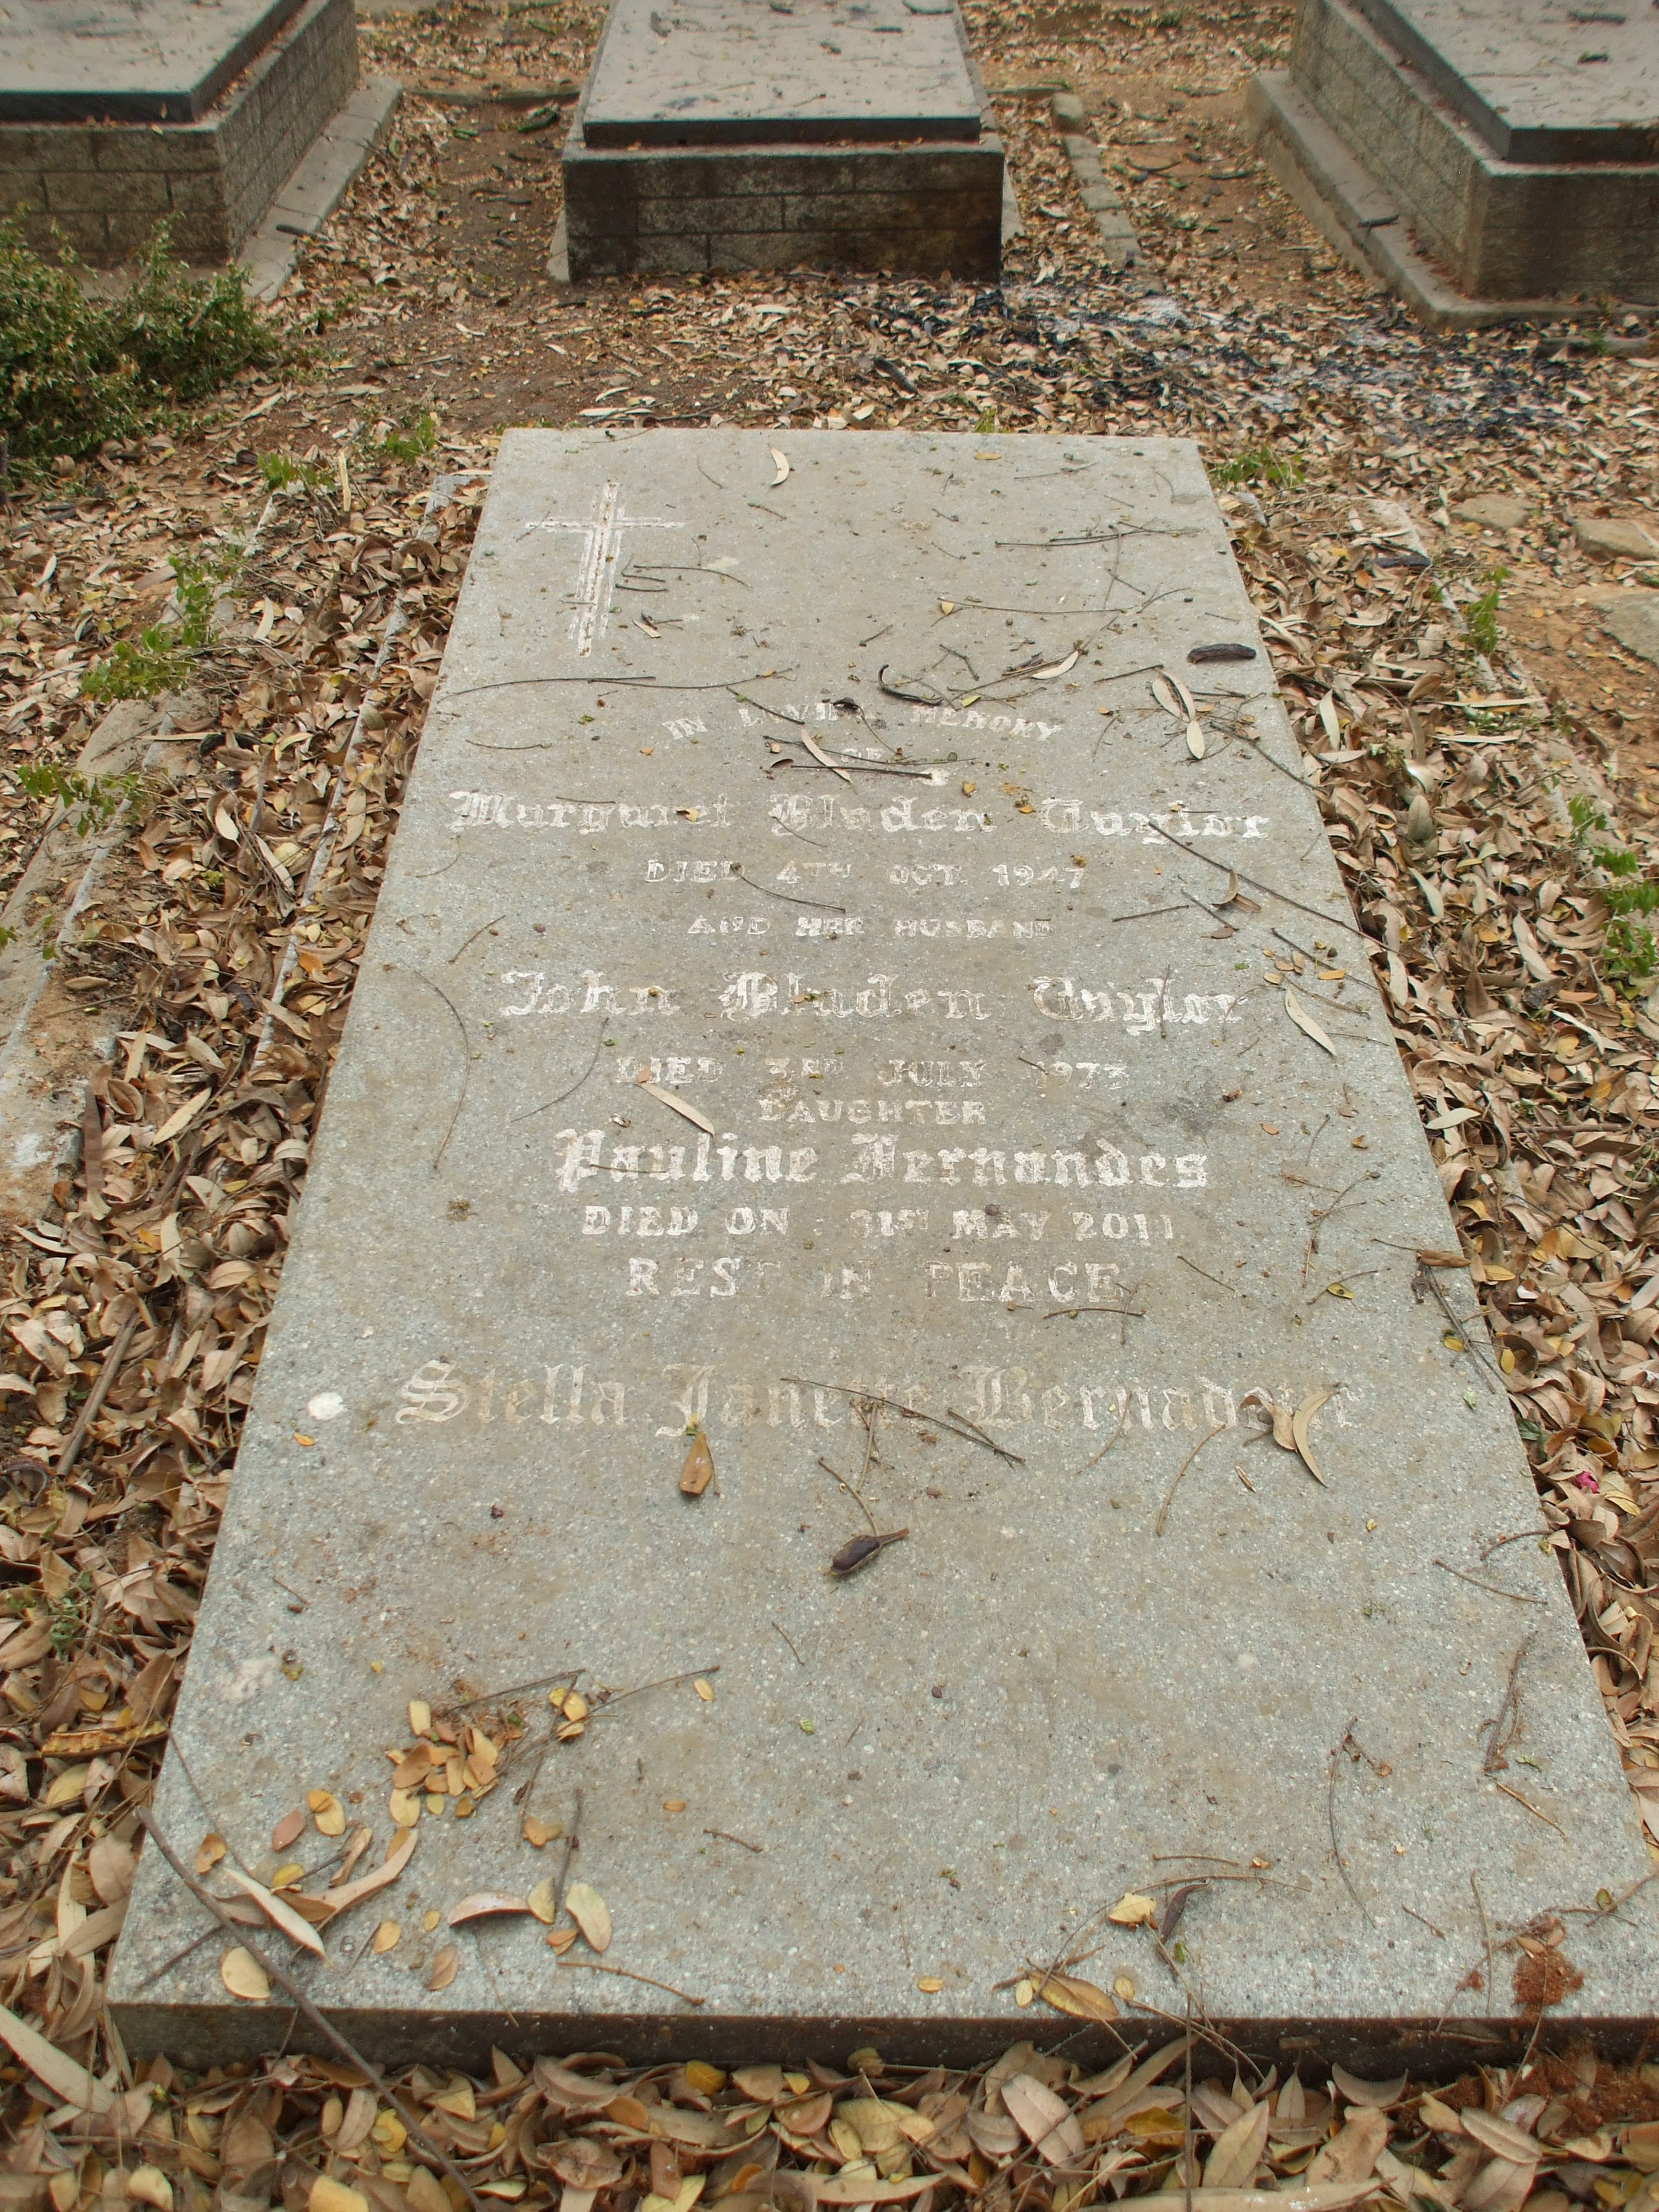 IN LOVING MEMORY
OF
Margaret Bladen Taylor
DIED 4TH OCT. 1947
AND HER HUSBAND
John Bladen Taylor
DIED 3RD JULY 1973
DAUGHTER
Pauline Fernandes
DIED ON 31ST MAY 2011
REST IN PEACE
Stella Janette Bernadette